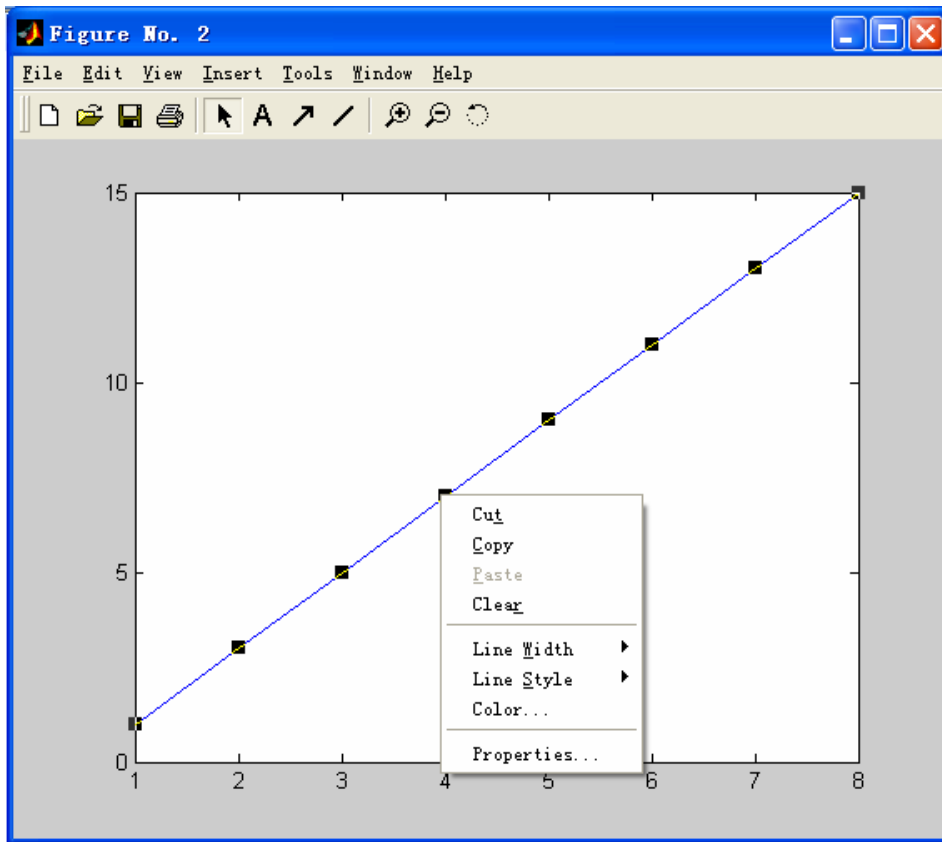 Figure No. 2
File Edit View Insert Tools Window Help
A
15
10
5
0
1 2 3 4 5 6 7 8
Cut
Copy
Paste
Clear
Line Width
Line Style
Color...
Properties...